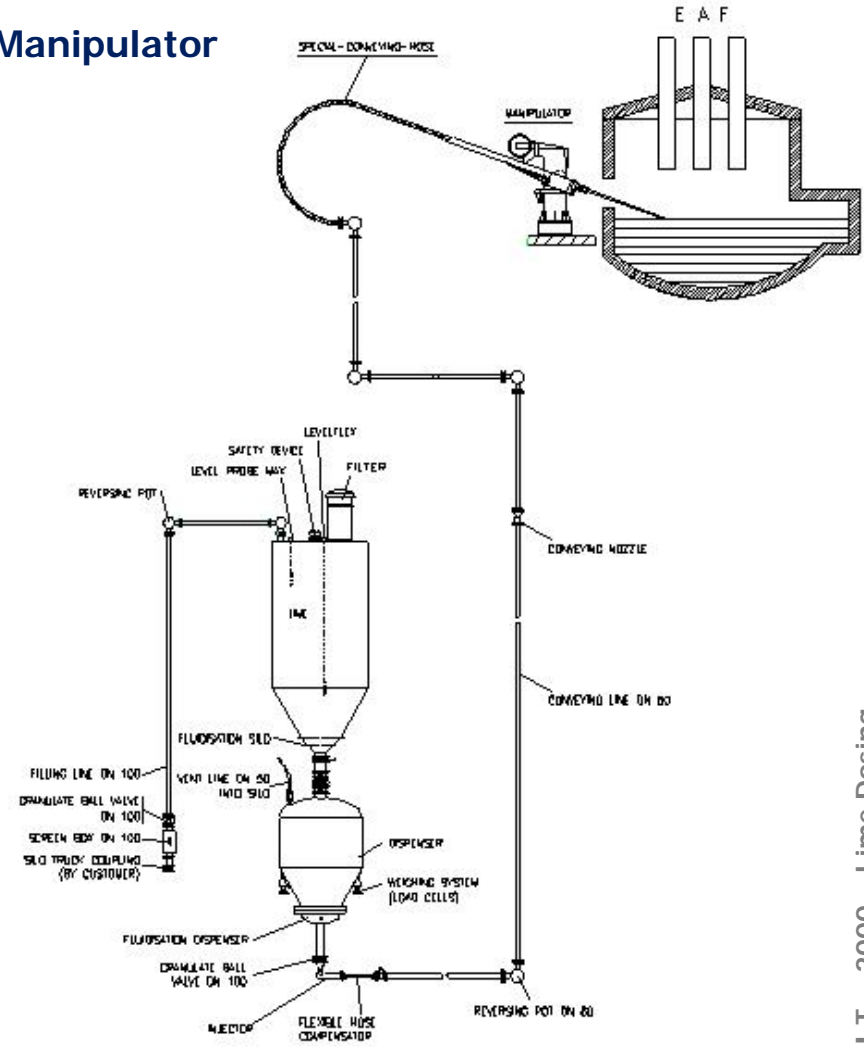 Manipulator
E A F
SPECIAL-CONVEYING-HOSE
MANIPULATOR
LEVELFLEX
SAFETY DEVICE
LEVEL PROBE MAX
FILTER
REVERSING POT
CONVEYING NOZZLE
LIME
CONVEYING LINE DN 80
FLUIDISATION SILO
FILLING LINE DN 100
VENT LINE DN 50
INTO SILO
GRANULATE BALL VALVE
DN 100
SCREEN BOX DN 100
SILO TRUCK COUPLING
(BY CUSTOMER)
DISPENSER
WEIGHING SYSTEM
(LOAD CELLS)
FLUIDISATION DISPENSER
GRANULATE BALL
VALVE DN 100
INJECTOR
FLEXIBLE HOSE
COMPENSATOR
REVERSING POT DN 80
2009 Lime Dosing